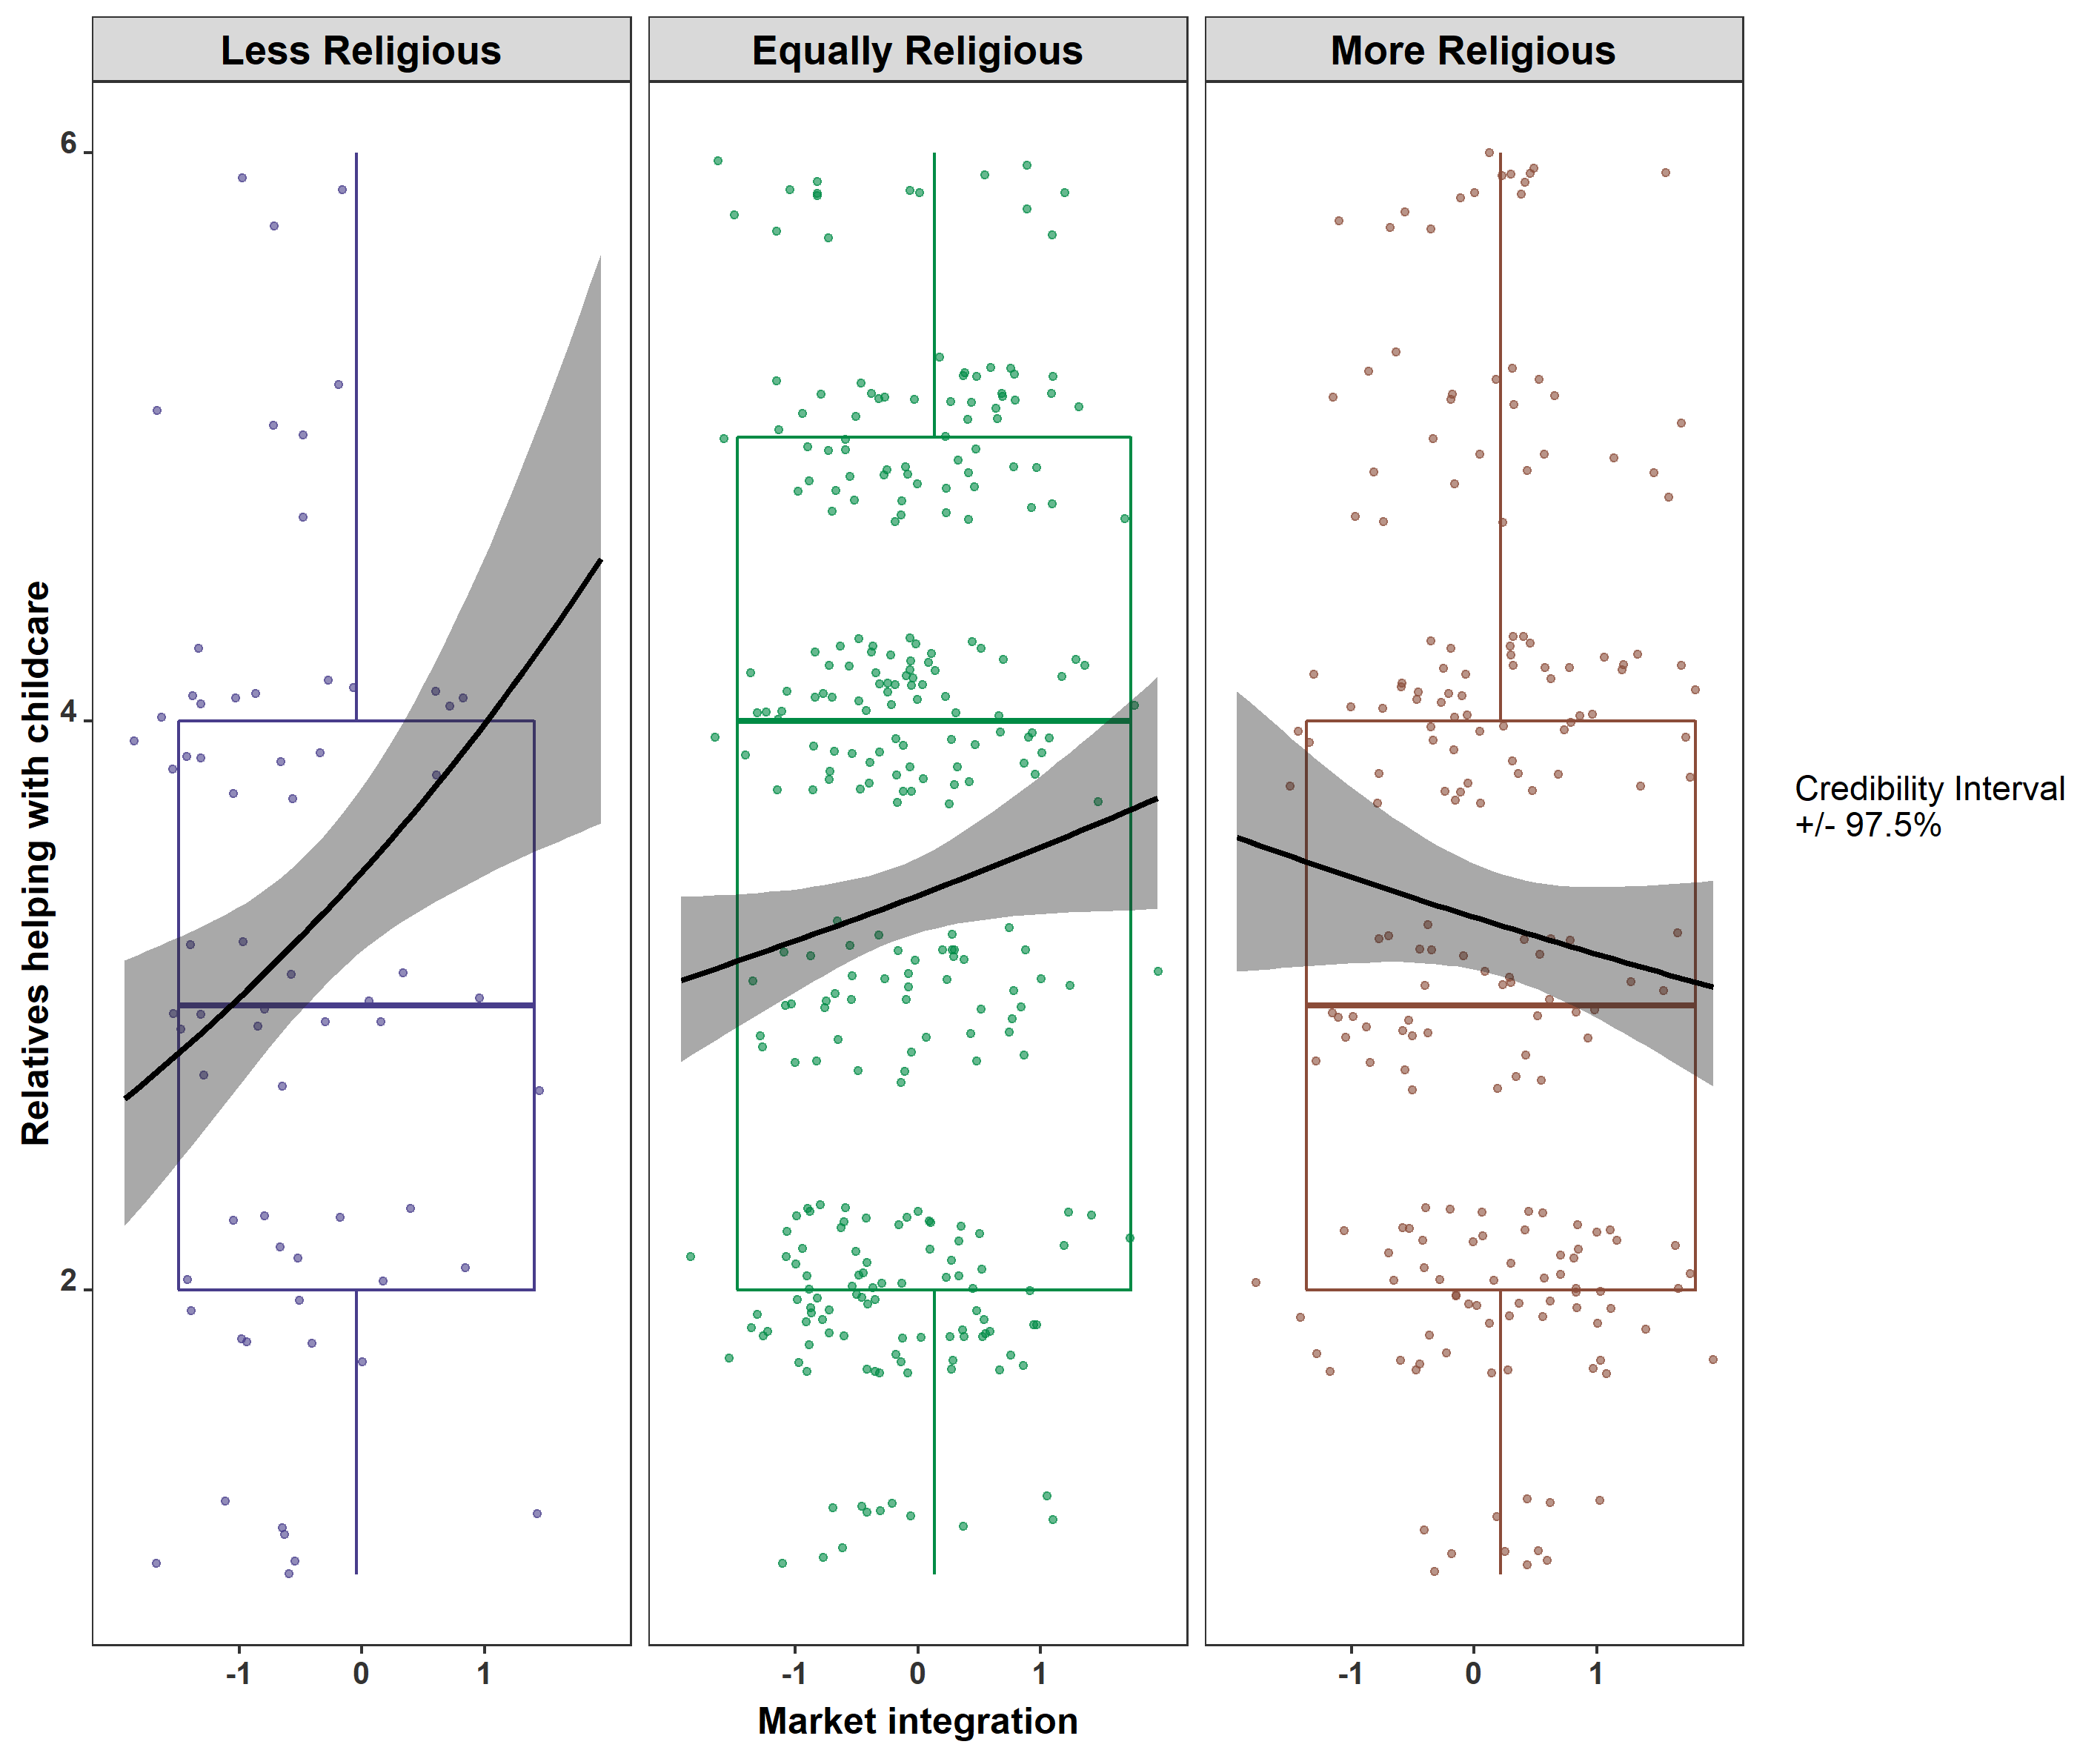 Less Religious
Equally Religious
More Religious
6
4
2
Relatives helping with childcare
-1 0 1
-1 0 1
-1 0 1
Market integration
Credibility Interval
+/- 97.5%